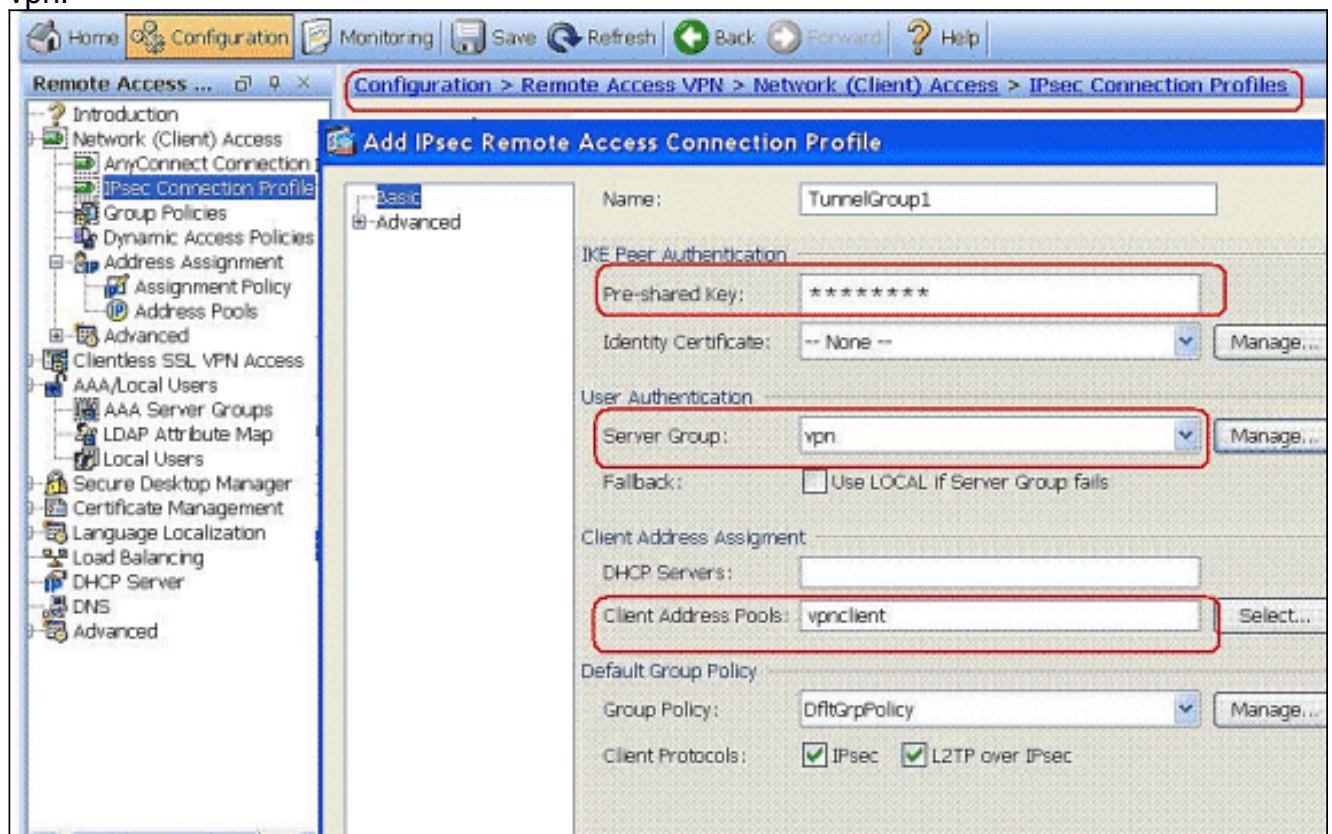 vpn.
Home Configuration Monitoring Save Refresh Back Forward Help
Remote Access ...
Configuration > Remote Access VPN > Network (Client) Access > IPsec Connection Profiles
Introduction
Network (Client) Access
AnyConnect Connection
IPsec Connection Profile
Group Policies
Dynamic Access Policies
Address Assignment
Assignment Policy
Address Pools
Advanced
Clientless SSL VPN Access
AAA/Local Users
AAA Server Groups
LDAP Attribute Map
Local Users
Secure Desktop Manager
Certificate Management
Language Localization
Load Balancing
DHCP Server
DNS
Advanced
Add IPsec Remote Access Connection Profile
Basic
Advanced
Name: TunnelGroup1
IKE Peer Authentication
Pre-shared Key: ********
Identity Certificate: -- None -- Manage...
User Authentication
Server Group: vpn Manage...
Fallback: Use LOCAL if Server Group fails
Client Address Assigment
DHCP Servers:
Client Address Pools: vpnclient Select...
Default Group Policy
Group Policy: DfltGrpPolicy Manage...
Client Protocols: IPsec L2TP over IPsec